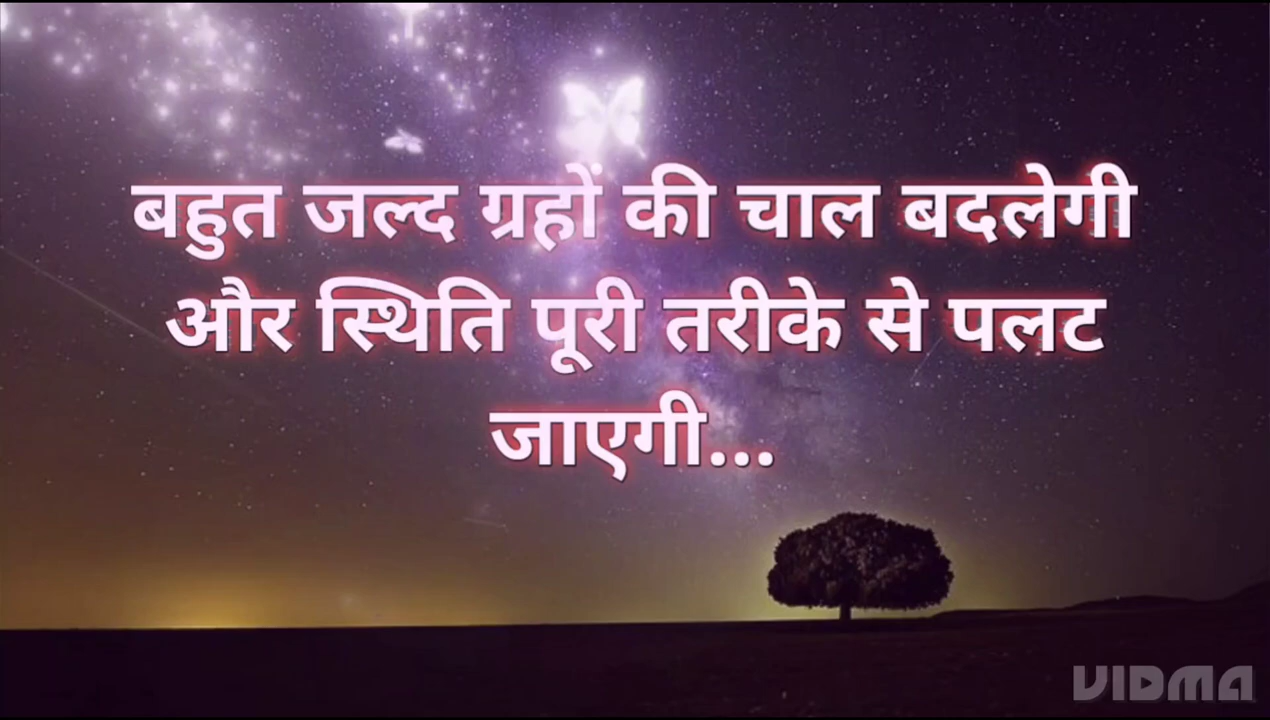 बहुत जल्द ग्रहों की चाल बदलेगी
और स्थिति पूरी तरीके से पलट
जाएगी...
VIDMA